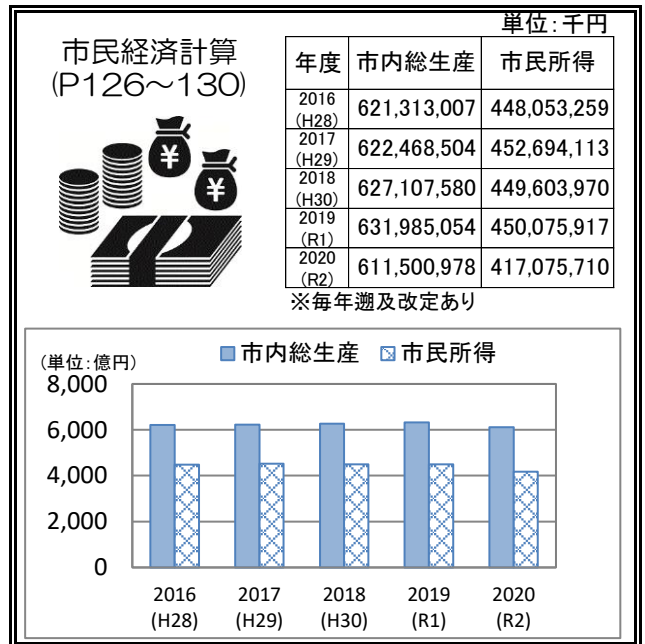 市民経済計算
(P126～130)
単位：千円
年度 市内総生産 市民所得
2016
(H28) 621,313,007 448,053,259
2017
(H29) 622,468,504 452,694,113
2018
(H30) 627,107,580 449,603,970
2019
(R1) 631,985,054 450,075,917
2020
(R2) 611,500,978 417,075,710
※毎年遡及改定あり
¥
¥
(単位：億円)
市内総生産 市民所得
8,000
6,000
4,000
2,000
0
2016 2017 2018 2019 2020
(H28) (H29) (H30) (R1) (R2)